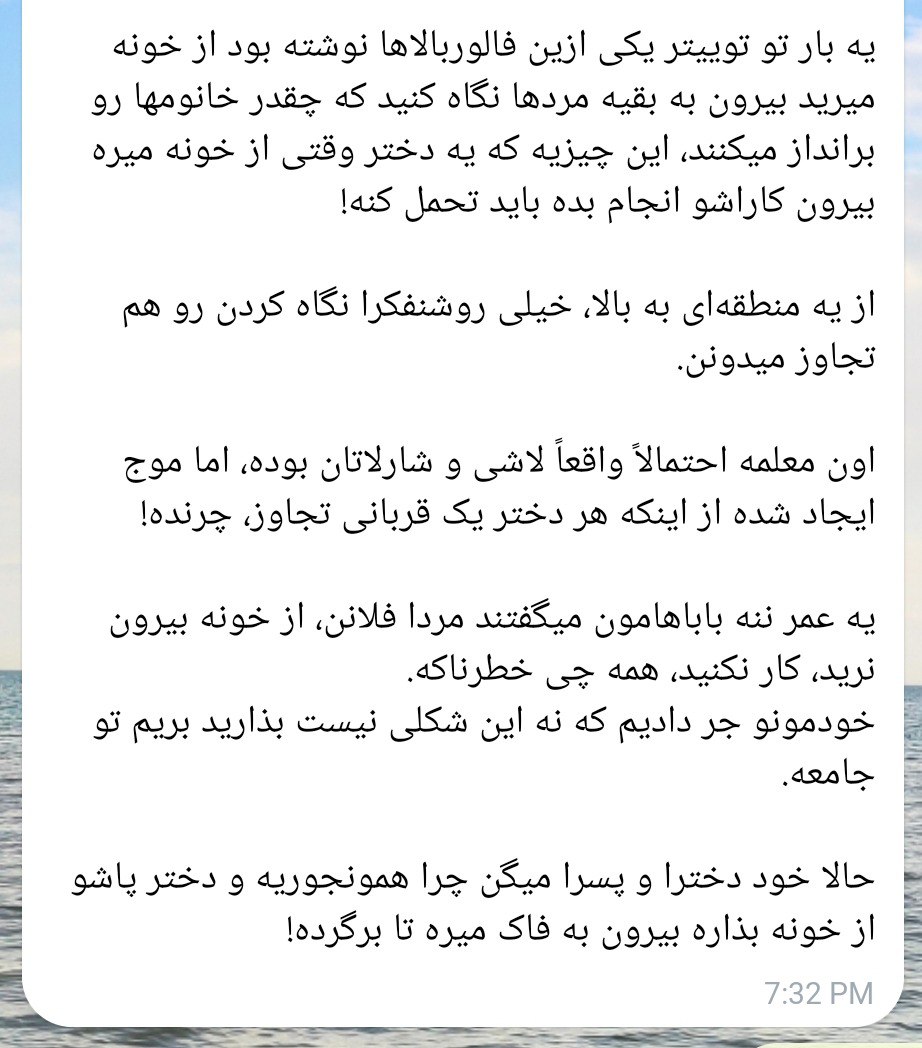 یه بار تو توییتر یکی ازین فالوربالاها نوشته بود از خونه
میرید بیرون به بقیه مردها نگاه کنید که چقدر خانومها رو
برانداز میکنند، این چیزیه که یه دختر وقتی از خونه میره
بیرون کاراشو انجام بده باید تحمل کنه!
از یه منطقه‌ای به بالا، خیلی روشنفکرا نگاه کردن رو هم
تجاوز میدونن.
اون معلمه احتمالاً واقعاً لاشی و شارلاتان بوده، اما موج
ایجاد شده از اینکه هر دختر یک قربانی تجاوز، چرنده!
یه عمر ننه باباهامون میگفتند مردا فلانن، از خونه بیرون
نرید، کار نکنید، همه چی خطرناکه.
خودمونو جر دادیم که نه این شکلی نیست بذارید بریم تو
جامعه.
حالا خود دخترا و پسرا میگن چرا همونجوریه و دختر پاشو
از خونه بذاره بیرون به فاک میره تا برگرده!
7:32 PM